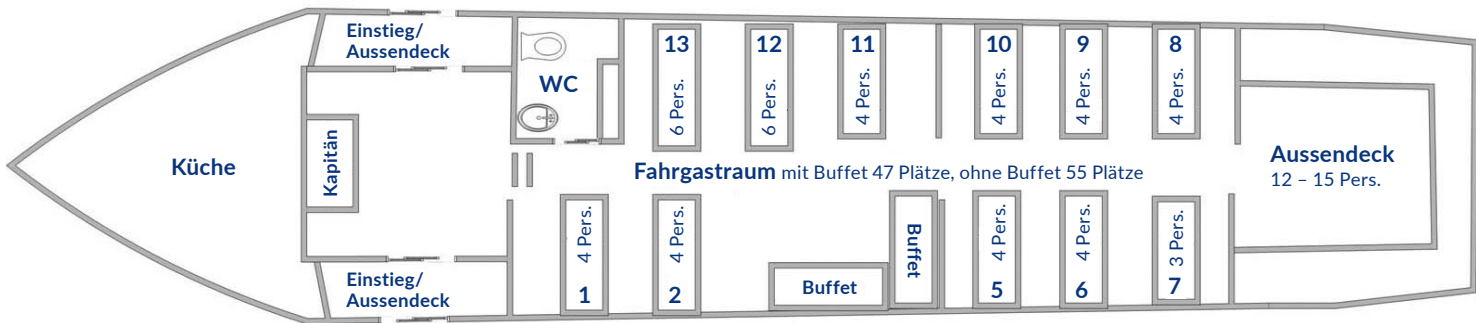 Einstieg/
Aussendeck
WC
13
6 Pers.
12
6 Pers.
11
4 Pers.
10
4 Pers.
9
4 Pers.
8
4 Pers.
Küche
Kapitän
Fahrgastraum mit Buffet 47 Plätze, ohne Buffet 55 Plätze
Aussendeck
12 – 15 Pers.
Einstieg/
Aussendeck
4 Pers.
1
4 Pers.
2
Buffet
Buffet
4 Pers.
5
4 Pers.
6
3 Pers.
7